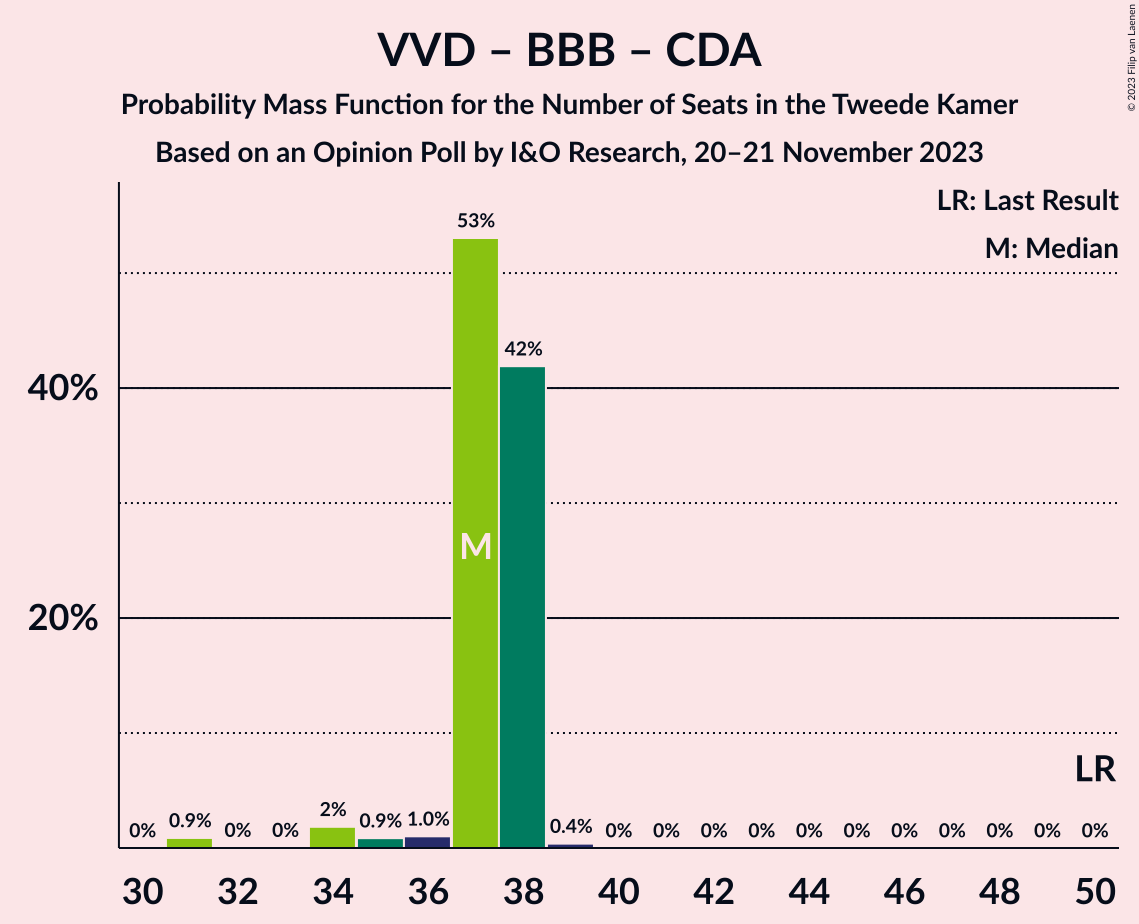 VVD – BBB – CDA
Probability Mass Function for the Number of Seats in the Tweede Kamer
Based on an Opinion Poll by I&O Research, 20–21 November 2023
© 2023 Filip van Laenen
LR: Last Result
M: Median
53%
42%
40%
M
20%
LR
0% 0.9% 0% 0% 2% 0.9% 1.0% 0.4% 0% 0% 0% 0% 0% 0% 0% 0% 0% 0% 0%
30 32 34 36 38 40 42 44 46 48 50